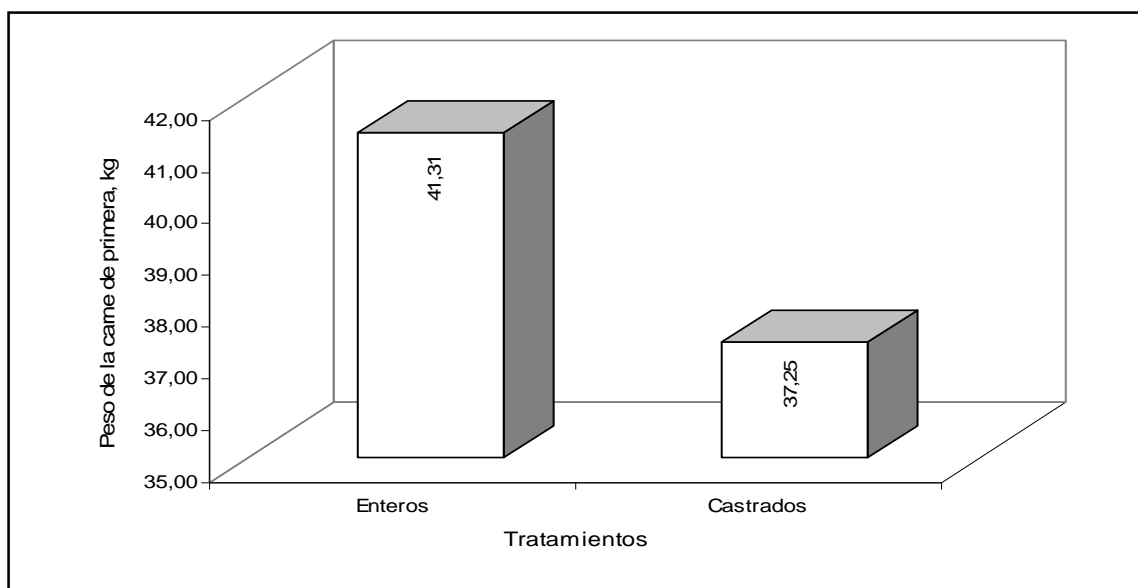 Peso de la carne de primera, kg
42,00
41,00
40,00
39,00
38,00
37,00
36,00
35,00
41,31
37,25
Enteros
Castrados
Tratamientos